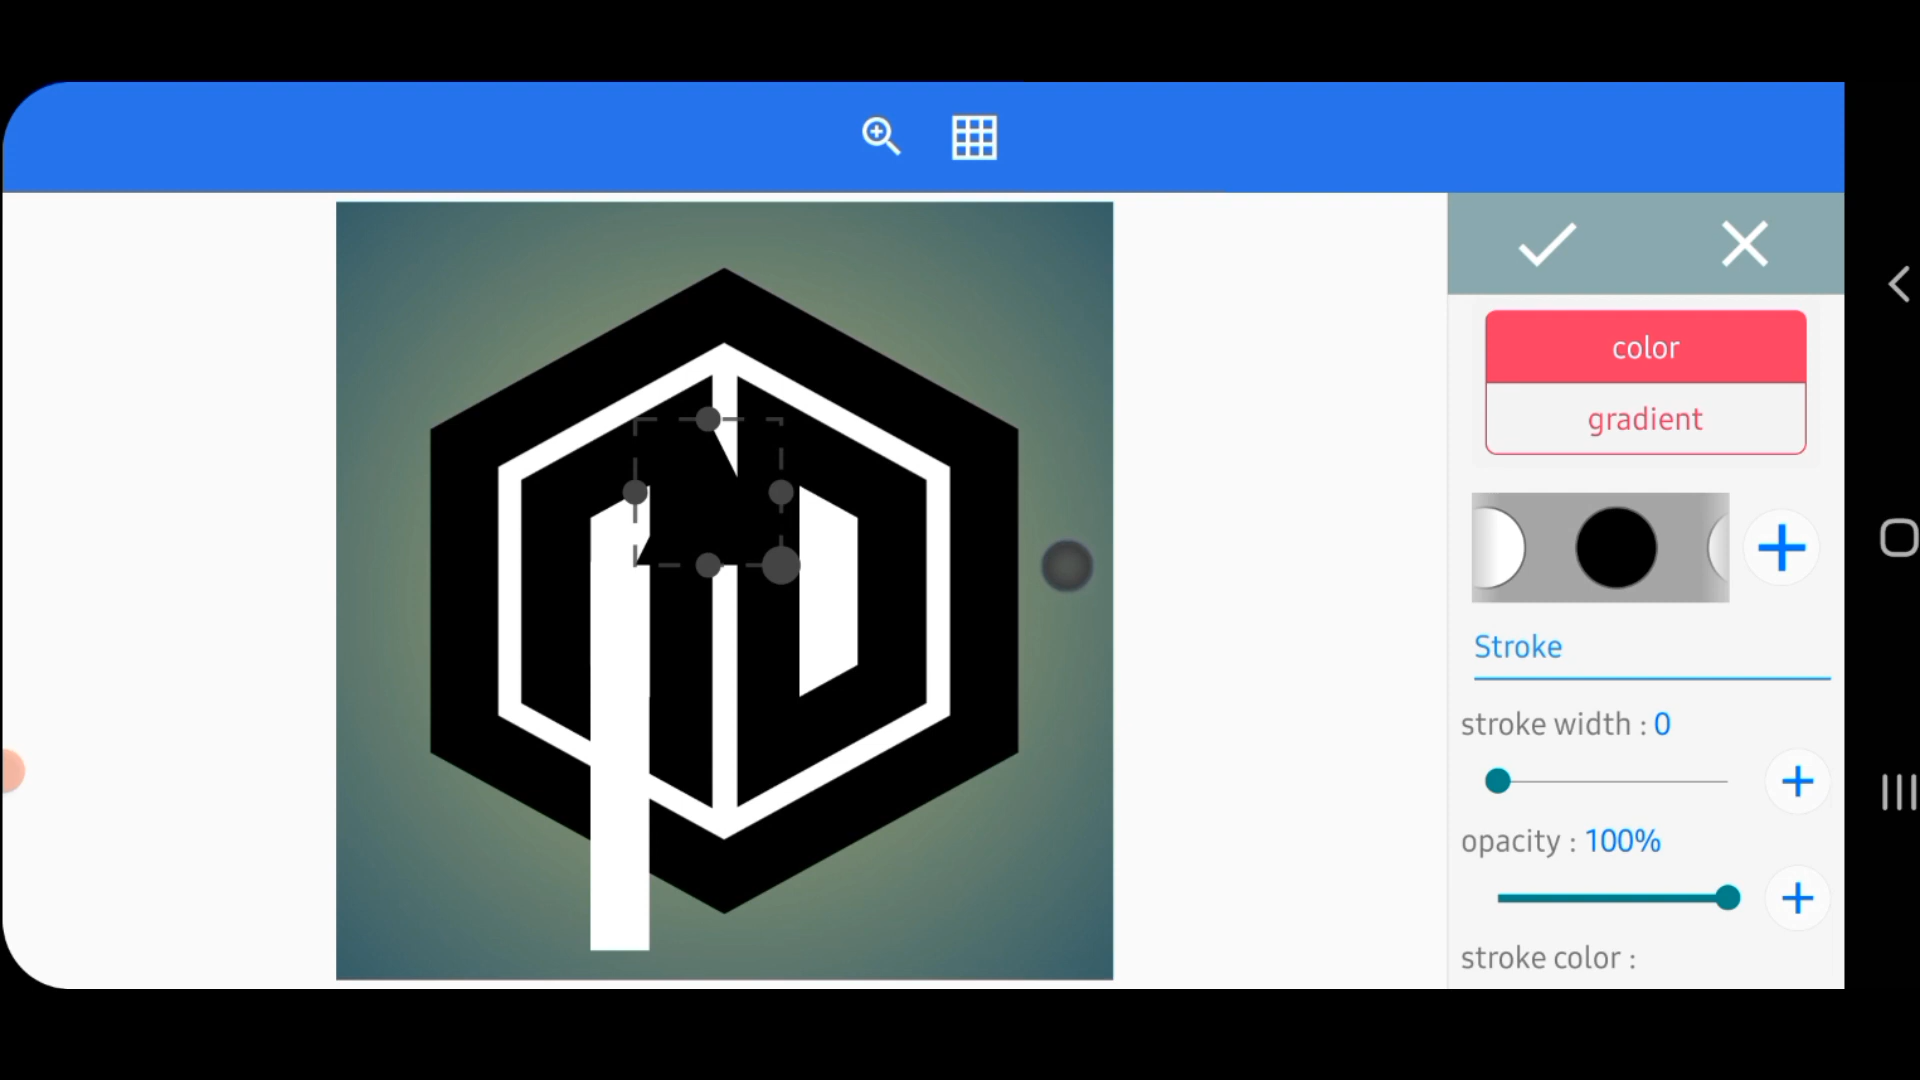 color
gradient
Stroke
stroke width : 0
opacity : 100%
stroke color :